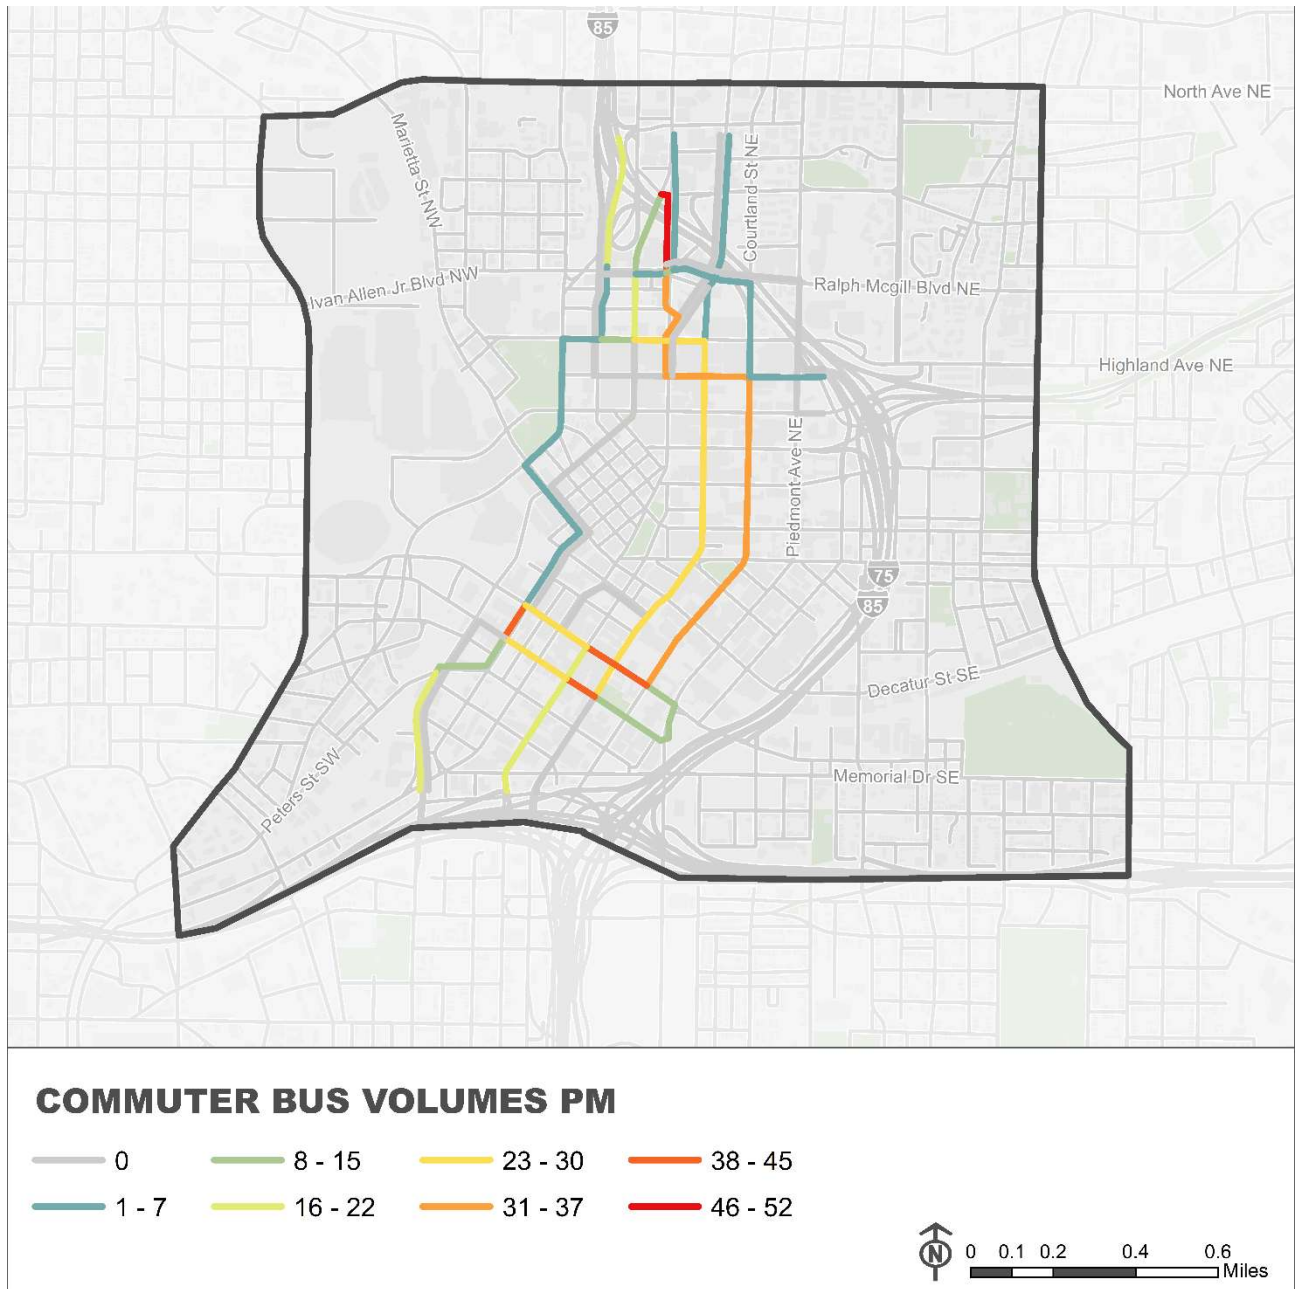 85
North Ave NE
Marietta St NW
Courtland St NE
Ivan Allen Jr Blvd NW
Ralph Mcgill Blvd NE
Highland Ave NE
Piedmont Ave NE
75
85
Decatur St SE
Peters St SW
Memorial Dr SE
COMMUTER BUS VOLUMES PM
0
8 - 15
23 - 30
38 - 45
1 - 7
16 - 22
31 - 37
46 - 52
N
0 0.1 0.2 0.4 0.6
Miles